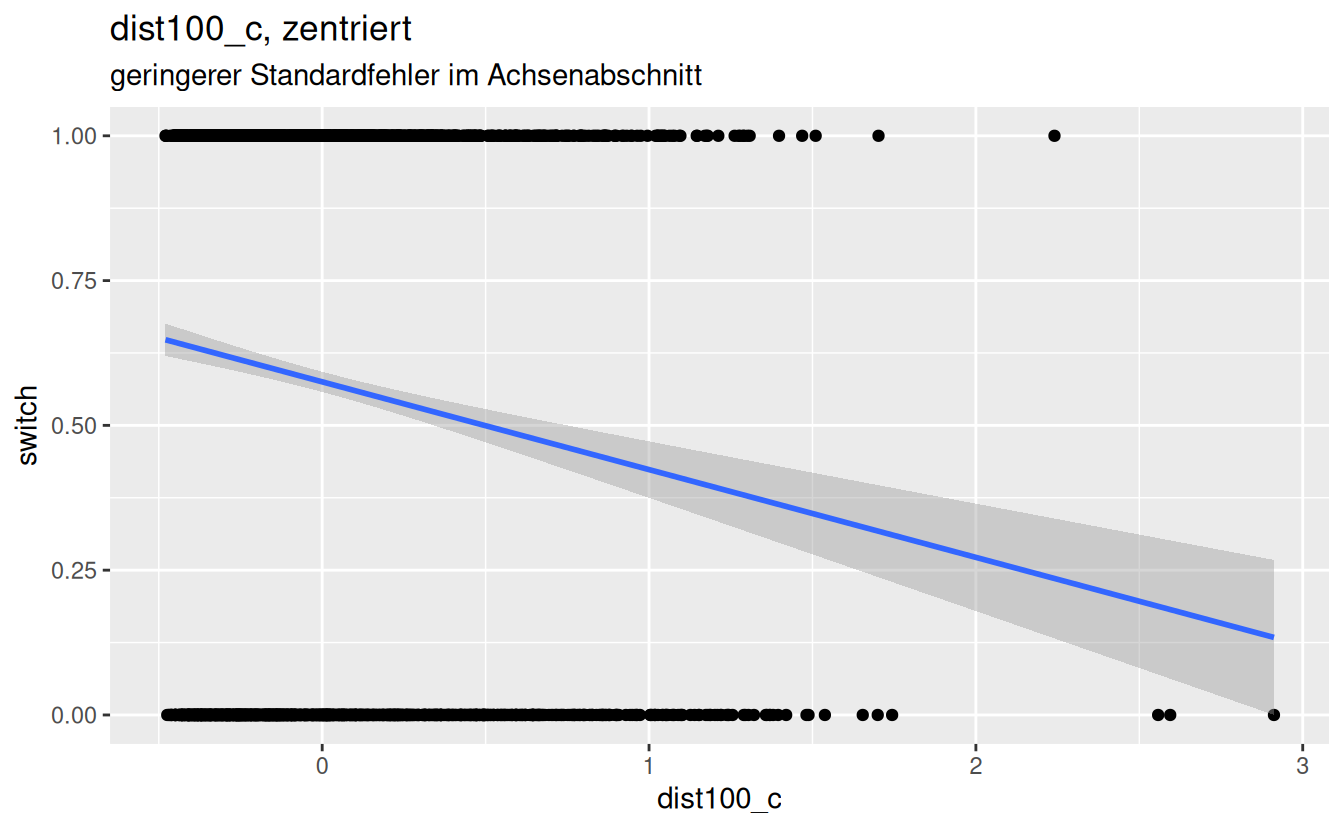 dist100_c, zentriert
geringerer Standardfehler im Achsenabschnitt
1.00
0.75
0.50
0.25
0.00
switch
0
1
2
3
dist100_c